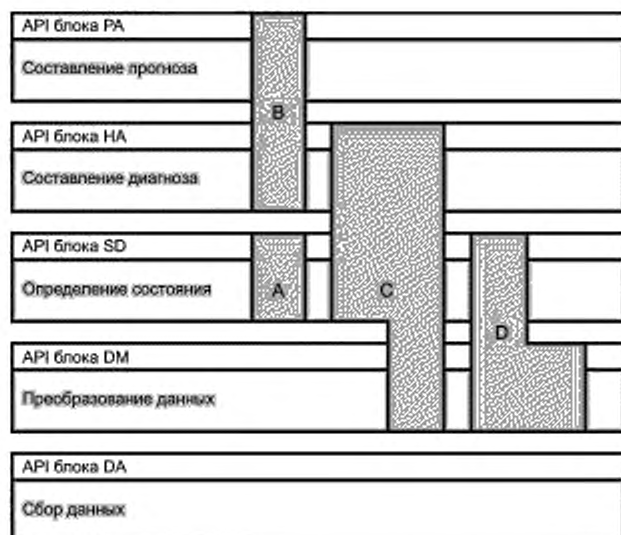 API блока PA
Составление прогноза
B
API блока HA
Составление диагноза
API блока SD
Определение состояния
A
C
D
API блока DM
Преобразование данных
API блока DA
Сбор данных